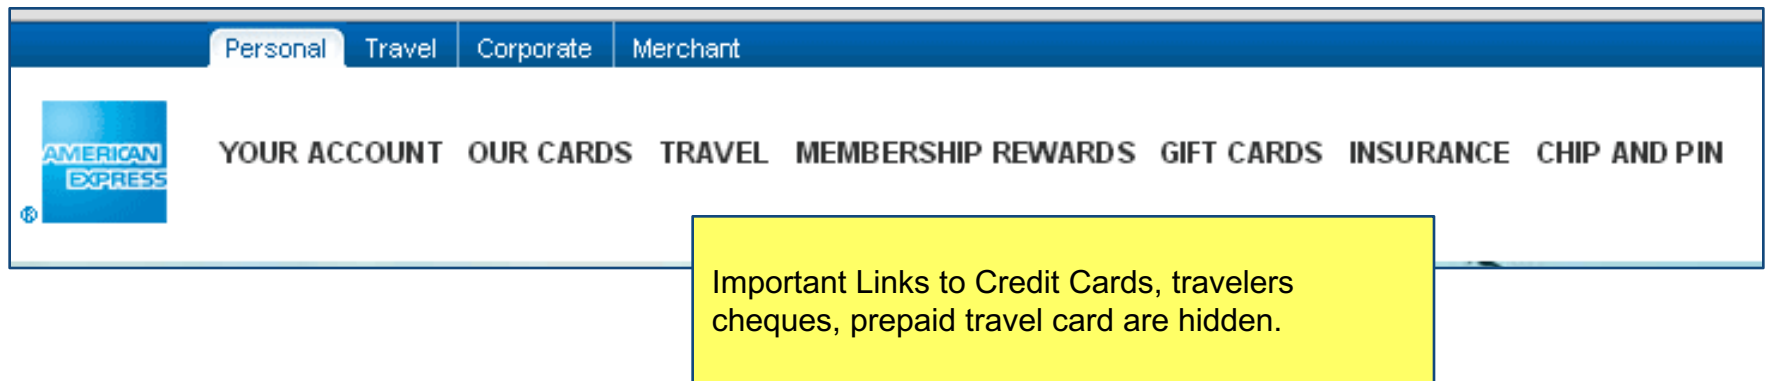 Personal Travel Corporate Merchant
AMERICAN
EXPRESS
®
YOUR ACCOUNT OUR CARDS TRAVEL MEMBERSHIP REWARDS GIFT CARDS INSURANCE CHIP AND PIN
Important Links to Credit Cards, travelers
cheques, prepaid travel card are hidden.